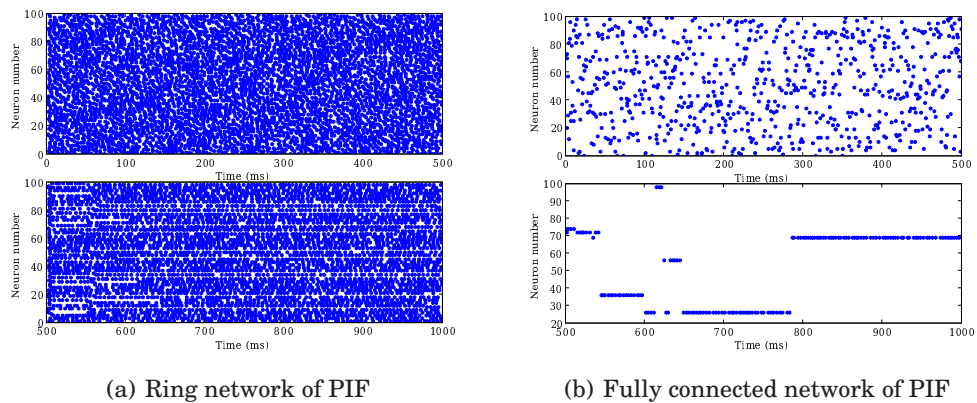 100
80
60
40
20
0
Neuron number
0 100 200 300 400 500
Time (ms)
100
80
60
40
20
0
Neuron number
500 600 700 800 900 1000
Time (ms)
(a) Ring network of PIF
100
80
60
40
20
0
Neuron number
0 100 200 300 400 500
Time (ms)
100
90
80
70
60
50
40
30
20
Neuron number
500 600 700 800 900 1000
Time (ms)
(b) Fully connected network of PIF